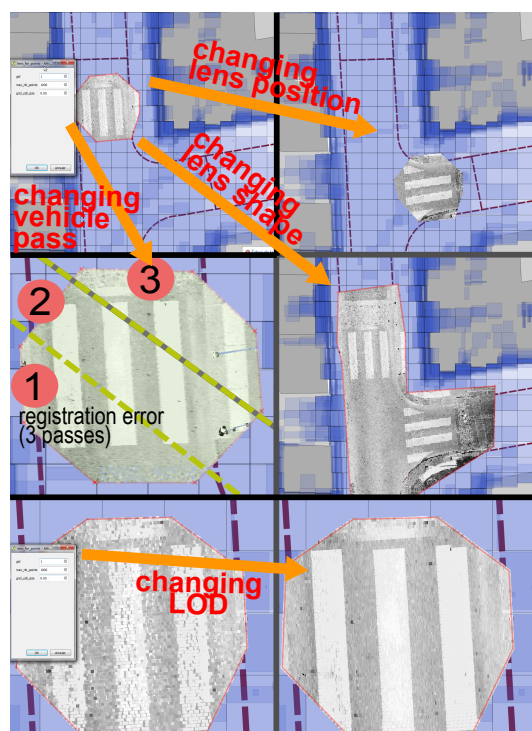 changing
lens position
changing
lens shape
changing
vehicle
pass
3
2
1
registration error
(3 passes)
changing
LOD